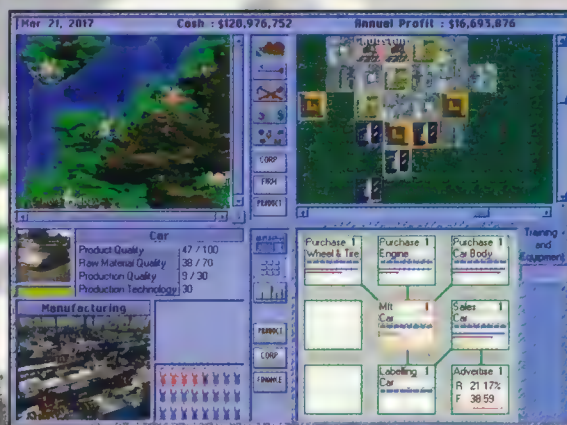 Mar. 21, 2017 Cash : $120,976,752 Annual Profit : $16,693,876
CORP
FIRM
PRODUCT
Car
Product Quality 47 / 100
Raw Material Quality 38 / 70
Production Quality 9 / 30
Production Technology 30
Manufacturing
PRODUCT
CORP
FINANCE
Purchase 1
Wheel & Tire
Purchase 1
Engine
Purchase 1
Car Body
Training
and
Equipment
Mfr. 1
Car
Sales 1
Car
Labelling 1
Car
Advertise 1
R 21.17%
F 38.59